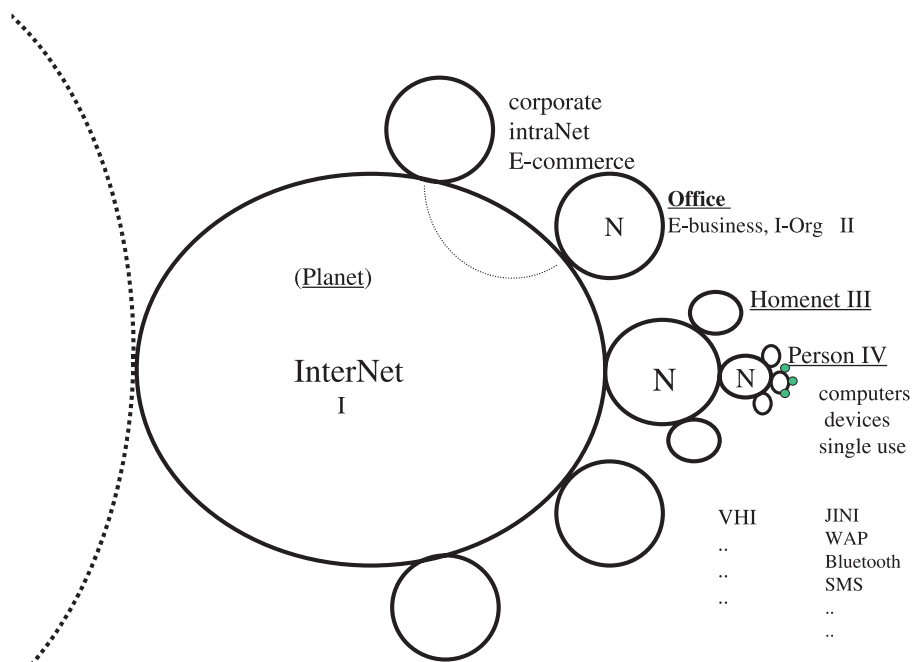 corporate
intraNet
E-commerce
Office
N
E-business, I-Org II
(Planet)
Homenet III
Person IV
InterNet
I
N
N
computers
devices
single use
VHI
..
..
..
JINI
WAP
Bluetooth
SMS
..
..